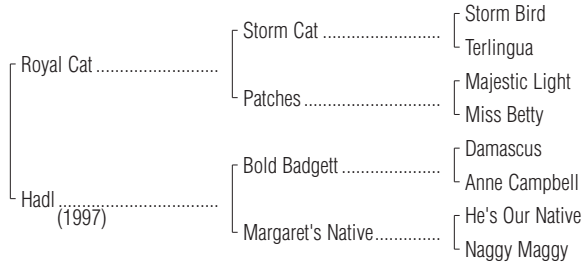 Storm Bird
Storm Cat ........................
Terlingua
Royal Cat .........................
Majestic Light
Patches ............................
Miss Betty
Damascus
Bold Badgett ....................
Anne Campbell
Hadl .................................
(1997)
He's Our Native
Margaret's Native.............
Naggy Maggy